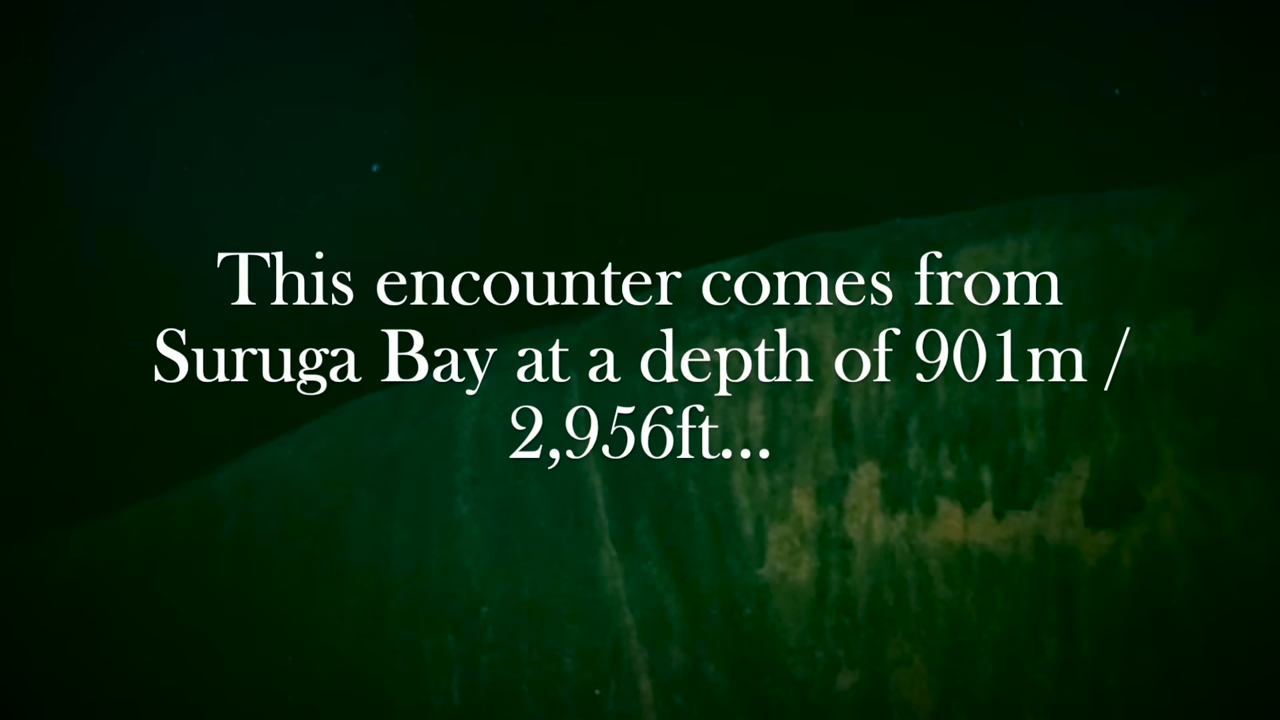 This encounter comes from
Suruga Bay at a depth of 901m /
2,956ft...